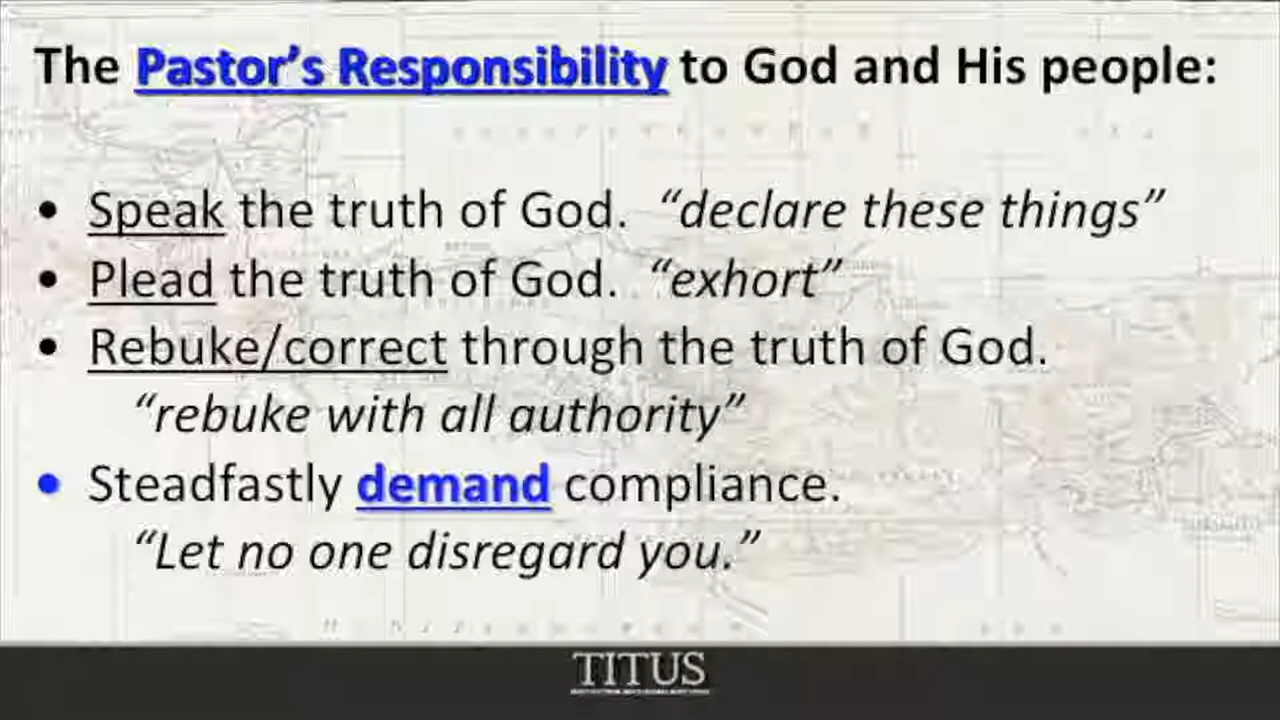 The Pastor's Responsibility to God and His people:
• Speak the truth of God. “declare these things”
• Plead the truth of God. “exhort”
• Rebuke/correct through the truth of God.
“rebuke with all authority”
• Steadfastly demand compliance.
“Let no one disregard you.”
TITUS